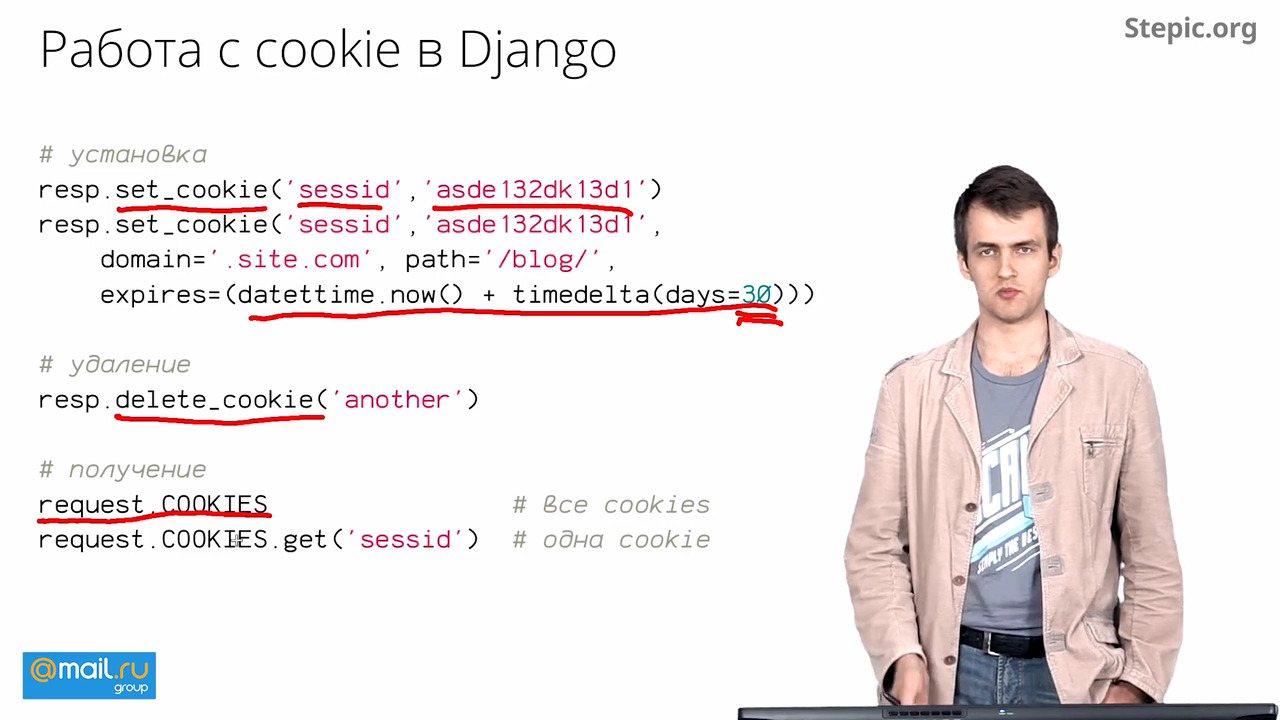 Работа с cookie в Django
Stepic.org
# установка
resp.set_cookie('sessid','asde132dk13d1')
resp.set_cookie('sessid','asde132dk13d1',
domain='.site.com', path='/blog/',
expires=(datettime.now() + timedelta(days=30)))
# удаление
resp.delete_cookie('another')
# получение
request.COOKIES # все cookies
request.COOKIES.get('sessid') # одна cookie
@mail.ru
group
SIMPLY THE